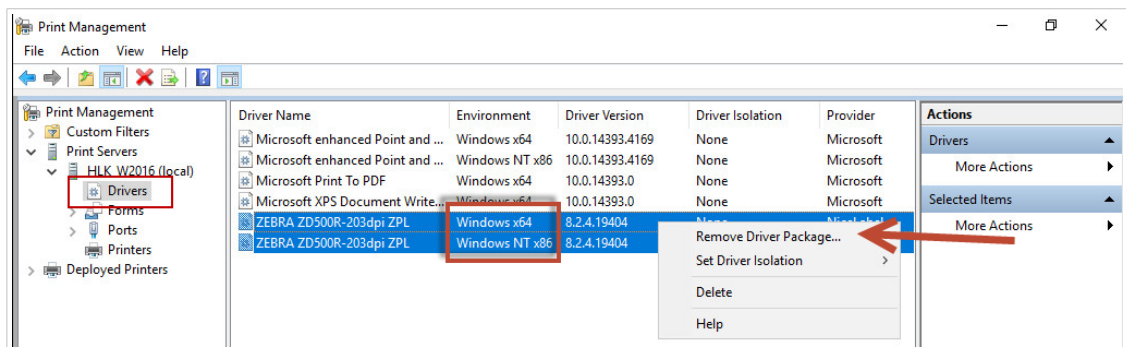 Print Management
File Action View Help
Print Management
Custom Filters
Print Servers
HLK_W2016 (local)
Drivers
Forms
Ports
Printers
Deployed Printers
Driver Name Environment Driver Version Driver Isolation Provider
Microsoft enhanced Point and ... Windows x64 10.0.14393.4169 None Microsoft
Microsoft enhanced Point and ... Windows NT x86 10.0.14393.4169 None Microsoft
Microsoft Print To PDF Windows x64 10.0.14393.0 None Microsoft
Microsoft XPS Document Write... Windows x64 10.0.14393.0 None Microsoft
ZEBRA ZD500R-203dpi ZPL Windows x64 8.2.4.19404 None NiceLabel
ZEBRA ZD500R-203dpi ZPL Windows NT x86 8.2.4.19404
Remove Driver Package...
Set Driver Isolation
Delete
Help
Actions
Drivers
More Actions
Selected Items
More Actions